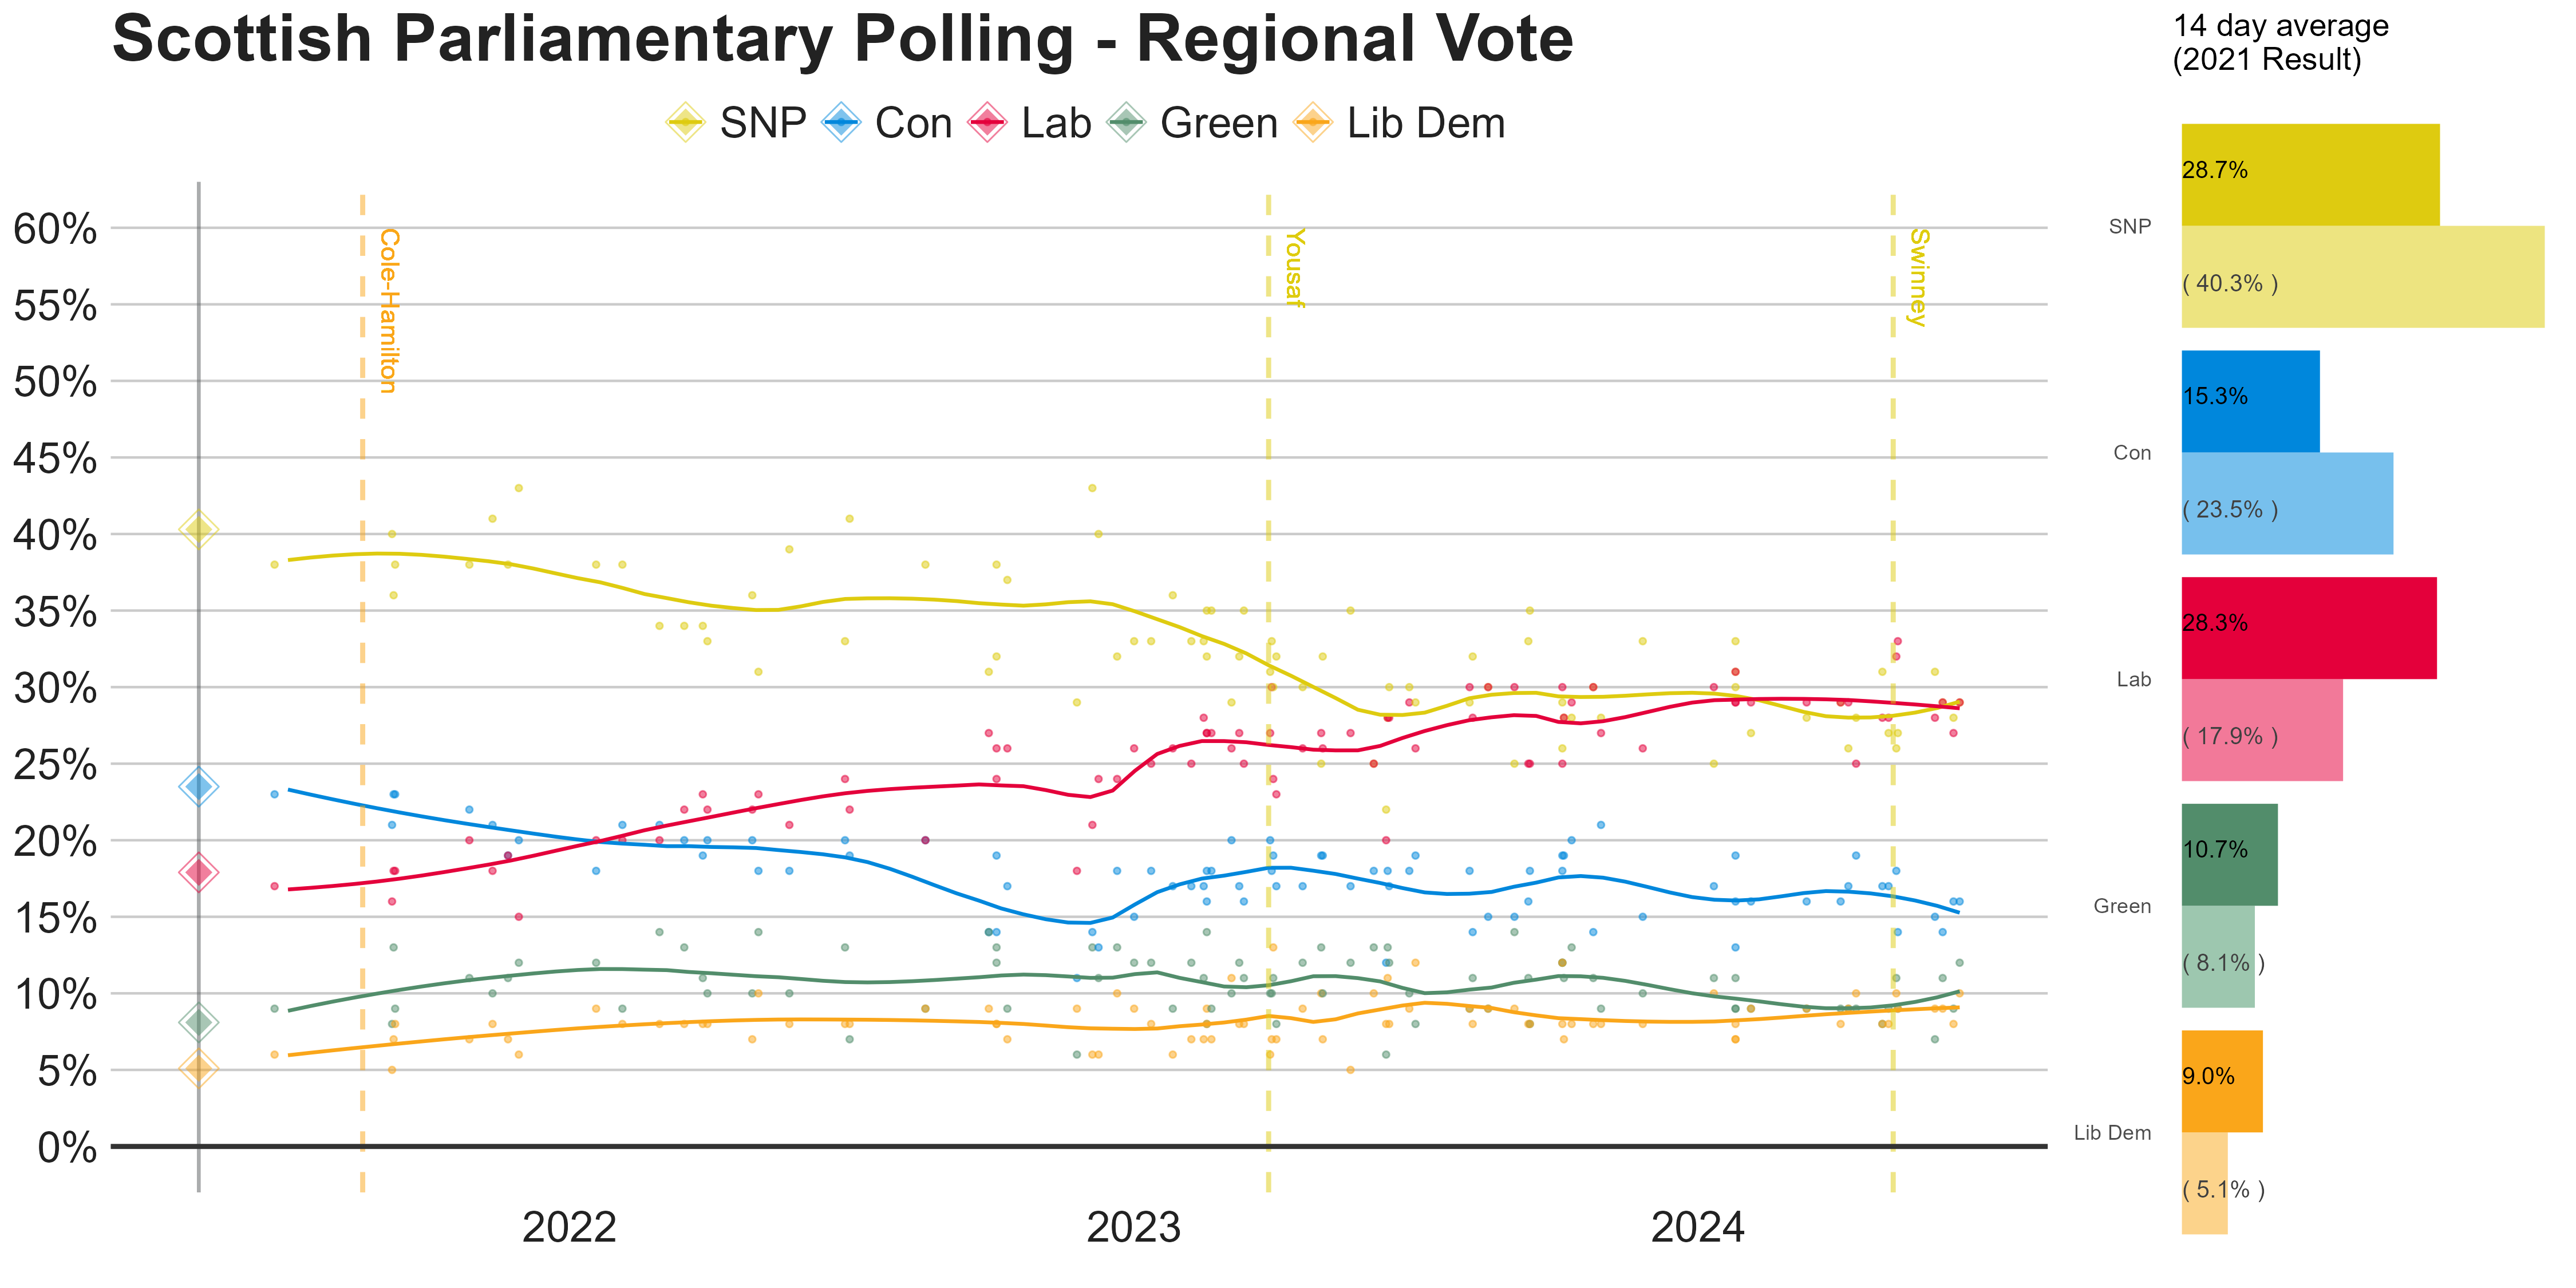 Scottish Parliamentary Polling - Regional Vote
SNP Con Lab Green Lib Dem
60%
55%
50%
45%
40%
35%
30%
25%
20%
15%
10%
5%
0%
Cole-Hamilton
Yousaf
Swinney
2022 2023 2024
14 day average
(2021 Result)
SNP
28.7%
( 40.3% )
Con
15.3%
( 23.5% )
Lab
28.3%
( 17.9% )
Green
10.7%
( 8.1% )
Lib Dem
9.0%
( 5.1% )